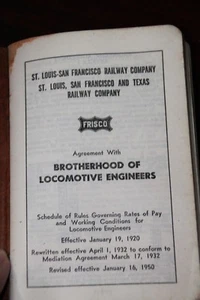 ST. LOUIS-SAN FRANCISCO RAILWAY COMPANY
ST. LOUIS, SAN FRANCISCO AND TEXAS
RAILWAY COMPANY
FRISCO
Agreement With
BROTHERHOOD OF
LOCOMOTIVE ENGINEERS
Schedule of Rules Governing Rates of Pay
and Working Conditions for
Locomotive Engineers
Effective January 19, 1920
Rewritten effective April 1, 1932 to conform to
Mediation Agreement March 17, 1932
Revised effective January 16, 1950